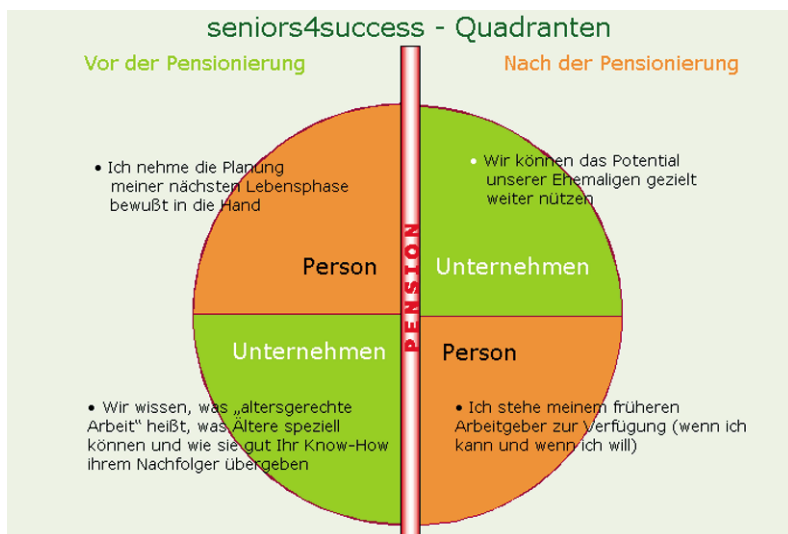 seniors4success - Quadranten
Vor der Pensionierung
Nach der Pensionierung
• Ich nehme die Planung
meiner nächsten Lebensphase
bewußt in die Hand
• Wir können das Potential
unserer Ehemaligen gezielt
weiter nützen
Person
Unternehmen
PENSION
Unternehmen
Person
• Wir wissen, was „altersgerechte
Arbeit“ heißt, was Ältere speziell
können und wie sie gut Ihr Know-How
ihrem Nachfolger übergeben
• Ich stehe meinem früheren
Arbeitgeber zur Verfügung (wenn ich
kann und wenn ich will)